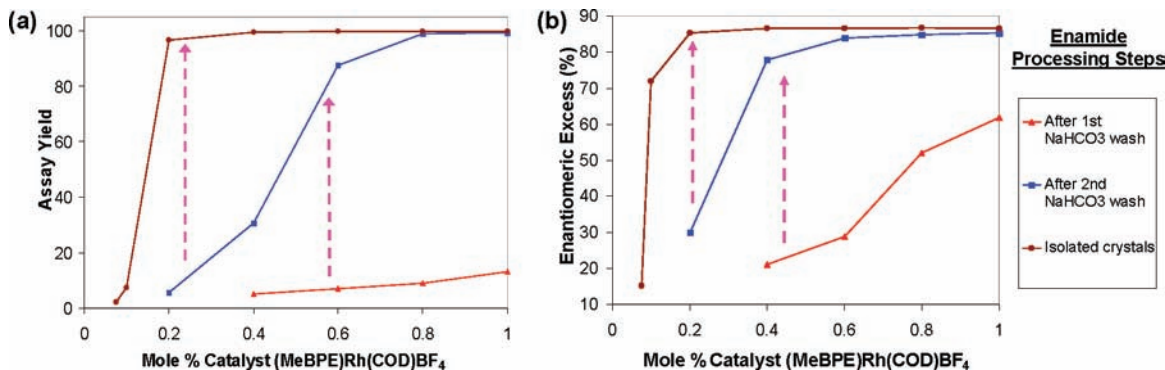 (a)
100
80
60
40
20
0
Assay Yield
0 0.2 0.4 0.6 0.8 1
Mole % Catalyst (MeBPE)Rh(COD)BF4
(b)
90
80
70
60
50
40
30
20
10
Enantiomeric Excess (%)
0 0.2 0.4 0.6 0.8 1
Mole % Catalyst (MeBPE)Rh(COD)BF4
Enamide
Processing Steps
After 1st
NaHCO3 wash
After 2nd
NaHCO3 wash
Isolated crystals